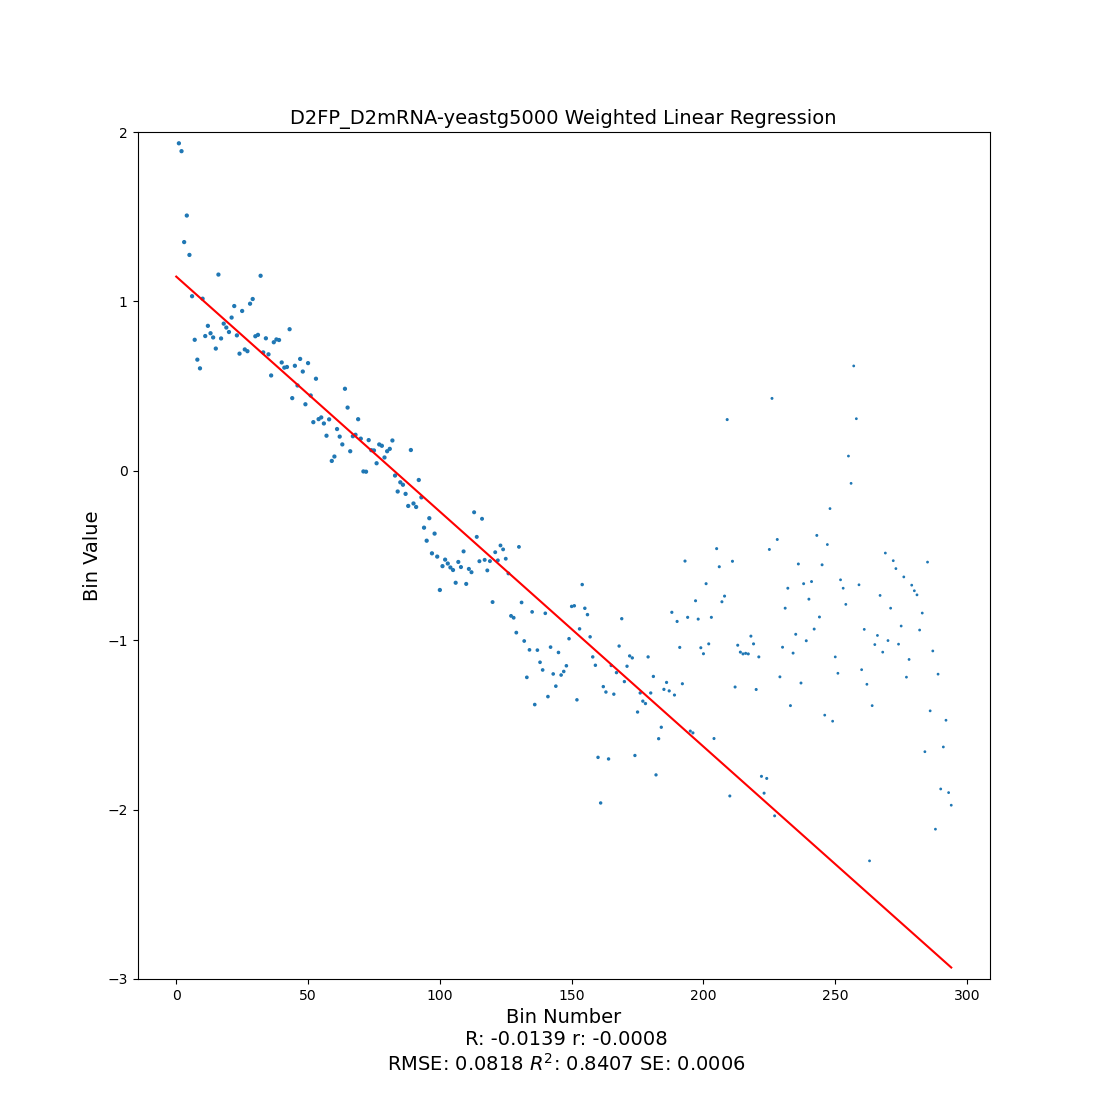 D2FP_D2mRNA-yeastg5000 Weighted Linear Regression
2
1
0
−1
−2
−3
Bin Value
0 50 100 150 200 250 300
Bin Number
R: -0.0139 r: -0.0008
RMSE: 0.0818 R²: 0.8407 SE: 0.0006